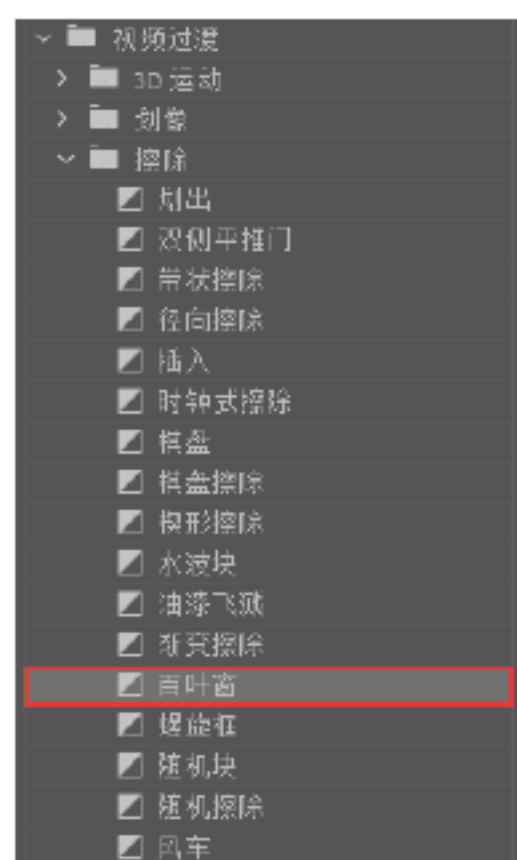 视频过渡
3D 运动
划像
擦除
划出
双侧平推门
带状擦除
径向擦除
插入
时钟式擦除
棋盘
棋盘擦除
楔形擦除
水波块
油漆飞溅
渐变擦除
百叶窗
螺旋框
随机块
随机擦除
风车